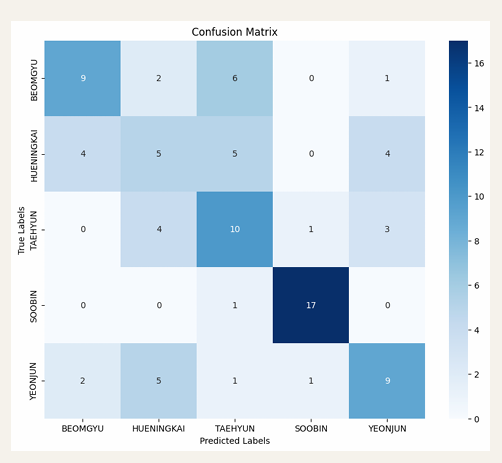 Confusion Matrix
True Labels
BEOMGYU 9 2 6 0 1
HUENINGKAI 4 5 5 0 4
TAEHYUN 0 4 10 1 3
SOOBIN 0 0 1 17 0
YEONJUN 2 5 1 1 9
BEOMGYU HUENINGKAI TAEHYUN SOOBIN YEONJUN
Predicted Labels
16
14
12
10
8
6
4
2
0